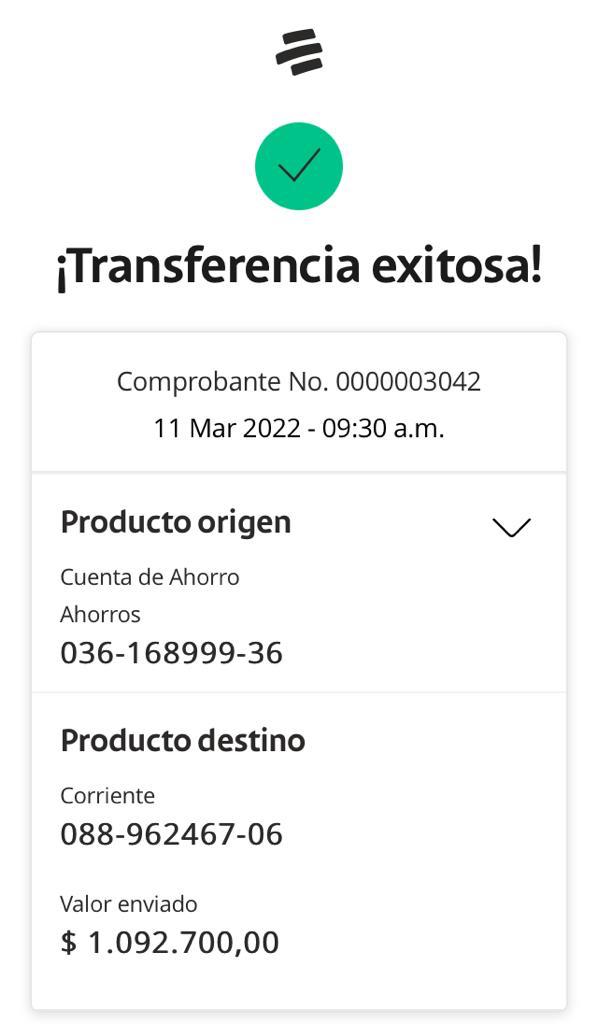 ¡Transferencia exitosa!
Comprobante No. 0000003042
11 Mar 2022 - 09:30 a.m.
Producto origen
Cuenta de Ahorro
Ahorros
036-168999-36
Producto destino
Corriente
088-962467-06
Valor enviado
$ 1.092.700,00